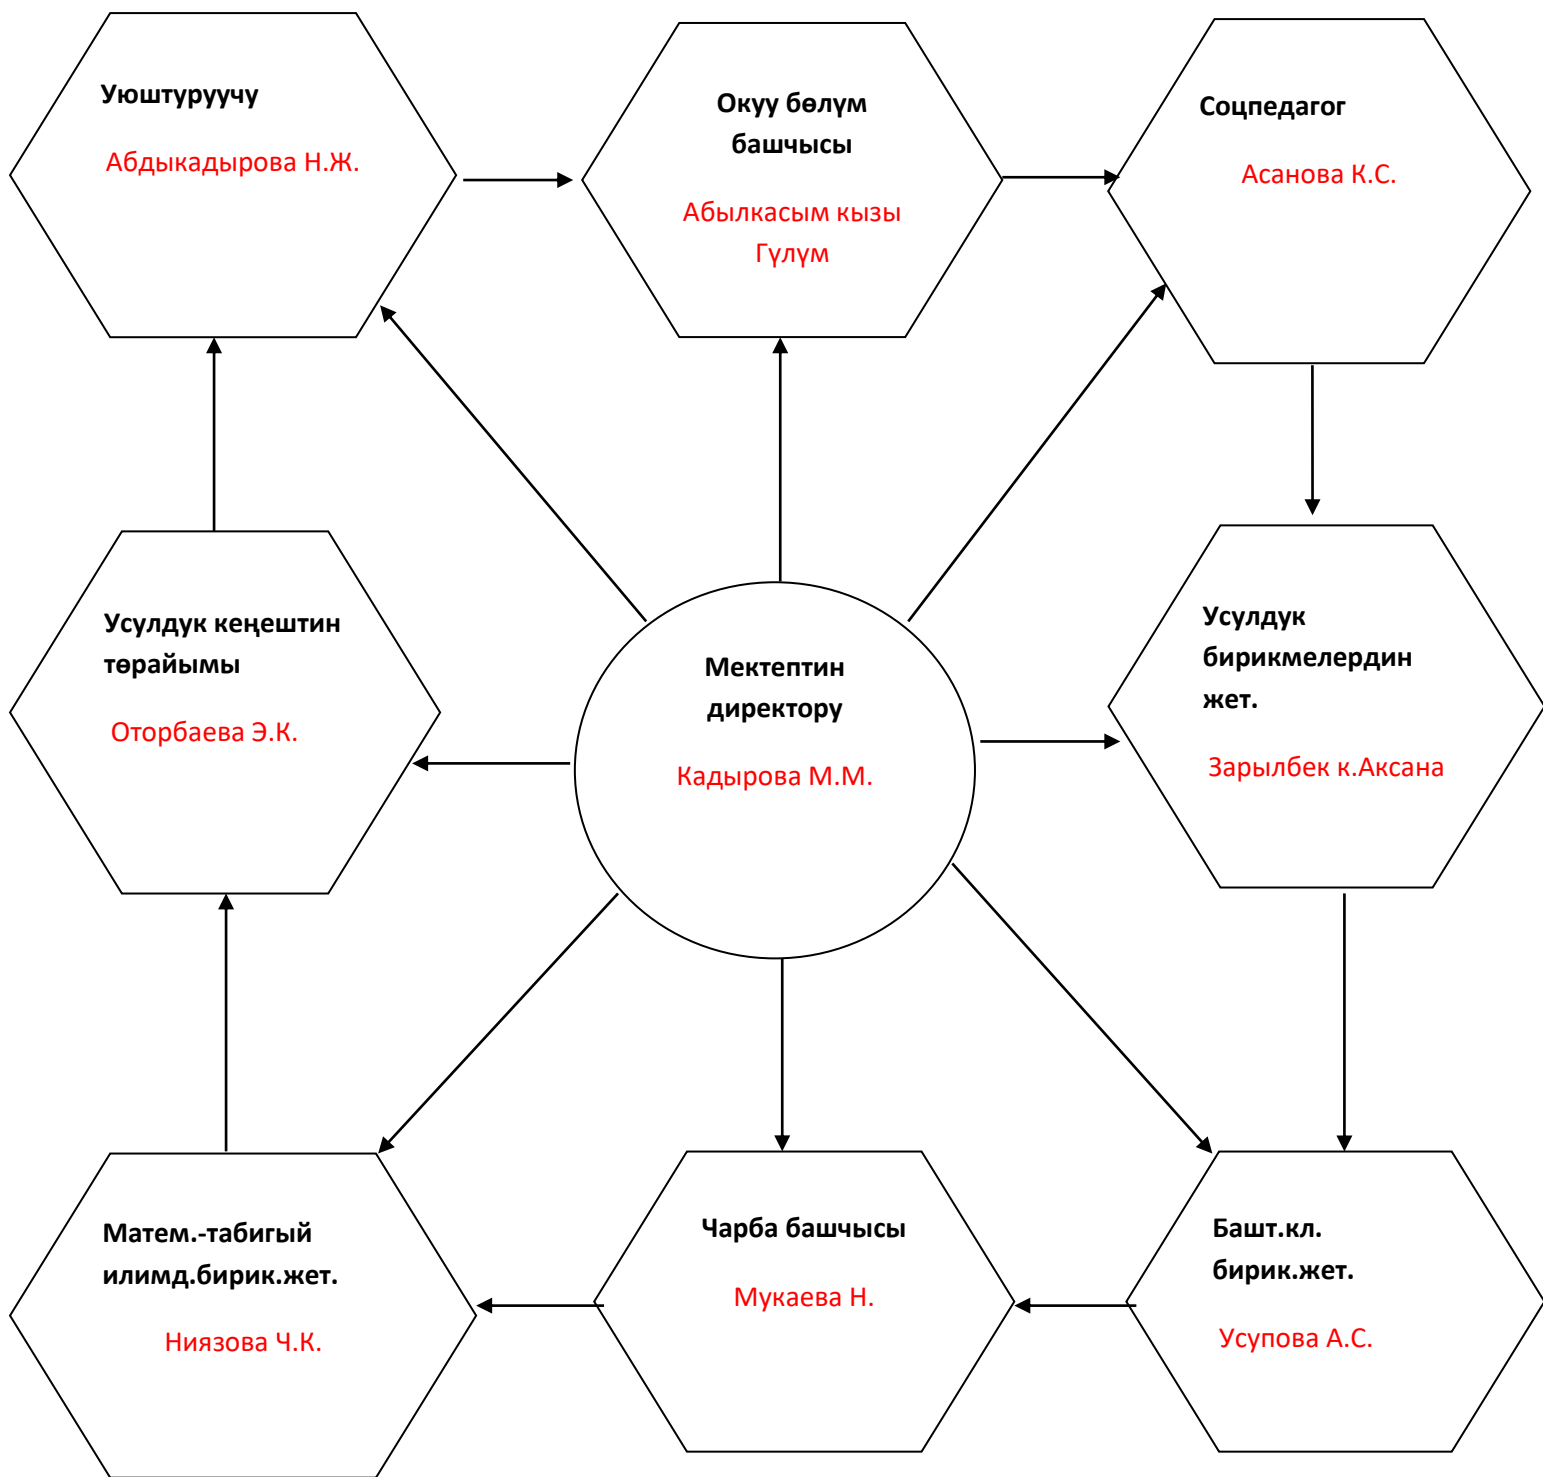 Уюштуруучу
Абдыкадырова Н.Ж.
Окуу бөлүм
башчысы
Абылкасым кызы
Гүлүм
Соцпедагог
Асанова К.С.
Усулдук кеңештин
төрайымы
Оторбаева Э.К.
Мектептин
директору
Кадырова М.М.
Усулдук
бирикмелердин
жет.
Зарылбек к.Аксана
Матем.-табигый
илимд.бирик.жет.
Ниязова Ч.К.
Чарба башчысы
Мукаева Н.
Башт.кл.
бирик.жет.
Усупова А.С.